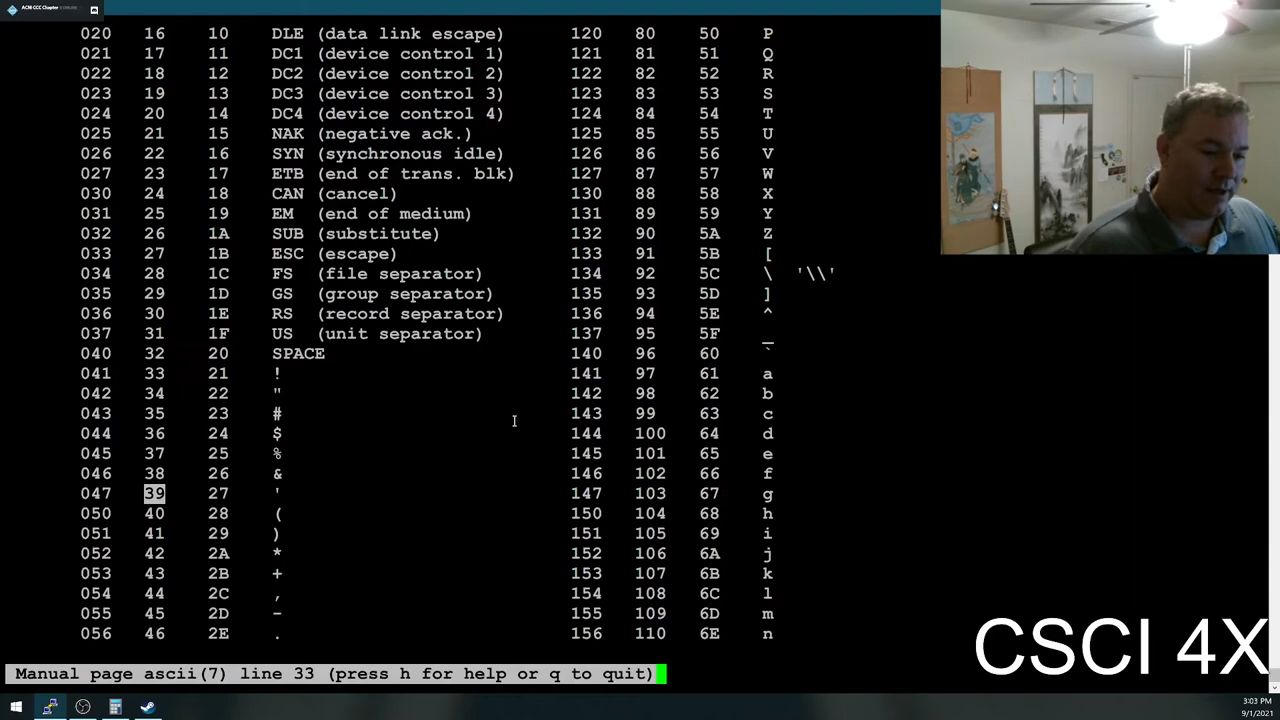 ACM CCC Chapter
020 16 10 DLE (data link escape) 120 80 50 P
021 17 11 DC1 (device control 1) 121 81 51 Q
022 18 12 DC2 (device control 2) 122 82 52 R
023 19 13 DC3 (device control 3) 123 83 53 S
024 20 14 DC4 (device control 4) 124 84 54 T
025 21 15 NAK (negative ack.) 125 85 55 U
026 22 16 SYN (synchronous idle) 126 86 56 V
027 23 17 ETB (end of trans. blk) 127 87 57 W
030 24 18 CAN (cancel) 130 88 58 X
031 25 19 EM (end of medium) 131 89 59 Y
032 26 1A SUB (substitute) 132 90 5A Z
033 27 1B ESC (escape) 133 91 5B [
034 28 1C FS (file separator) 134 92 5C \ '\\'
035 29 1D GS (group separator) 135 93 5D ]
036 30 1E RS (record separator) 136 94 5E ^
037 31 1F US (unit separator) 137 95 5F _
040 32 20 SPACE 140 96 60 `
041 33 21 ! 141 97 61 a
042 34 22 " 142 98 62 b
043 35 23 # 143 99 63 c
044 36 24 $ 144 100 64 d
045 37 25 % 145 101 65 e
046 38 26 & 146 102 66 f
047 39 27 ' 147 103 67 g
050 40 28 ( 150 104 68 h
051 41 29 ) 151 105 69 i
052 42 2A * 152 106 6A j
053 43 2B + 153 107 6B k
054 44 2C , 154 108 6C l
055 45 2D - 155 109 6D m
056 46 2E . 156 110 6E n
CSCI 4X
Manual page ascii(7) line 33 (press h for help or q to quit)
3:03 PM
9/1/2021